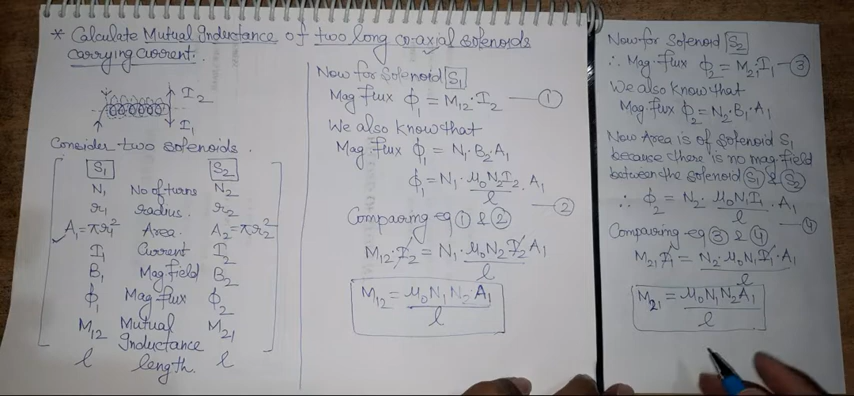 * Calculate Mutual Inductance of two long co-axial solenoids
carrying current.
I2
I1
Consider two solenoids.
S1 S2
N1 No of turns N2
r1 radius. r2
A1=πr1² Area. A2=πr2²
I1 Current I2
B1 Mag field B2
ϕ1 Mag flux ϕ2
M12 Mutual Inductance M21
l length. l
Now for Solenoid S1
Mag flux ϕ1 = M12·I2 — ①
We also know that
Mag flux ϕ1 = N1·B2·A1
ϕ1 = N1·μ0N2I2/l·A1 — ②
Comparing eq ① & ②
M12·I2 = N1·μ0N2I2A1/l
M12 = μ0N1N2·A1/l
Now for Solenoid S2
∴ Mag flux ϕ2 = M21·I1 — ③
We also know that
Mag flux ϕ2 = N2·B1·A1
Now Area is of solenoid S1
because there is no mag field
between the solenoid S1 & S2
∴ ϕ2 = N2·μ0N1I1/l·A1 — ④
Comparing eq ③ & ④
M21I1 = N2·μ0N1I1·A1/l
M21 = μ0N1N2A1/l